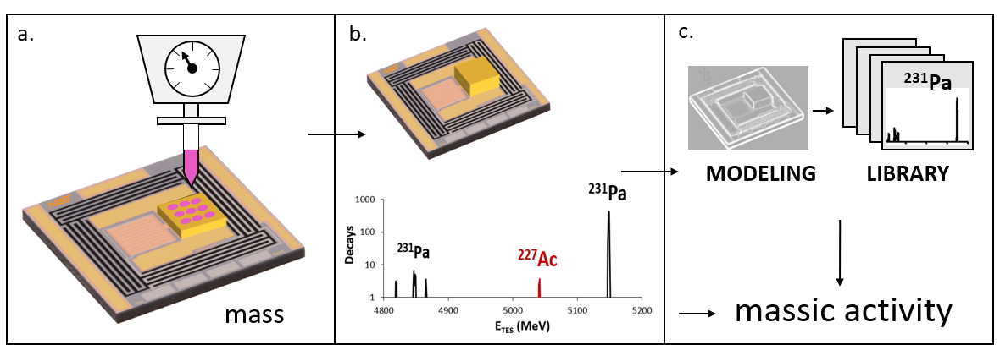 a.
mass
b.
Decays
1000
100
10
1
²³¹Pa
²²⁷Ac
²³¹Pa
4800 4900 5000 5100 5200
E_TES (MeV)
c.
MODELING
²³¹Pa
LIBRARY
massic activity